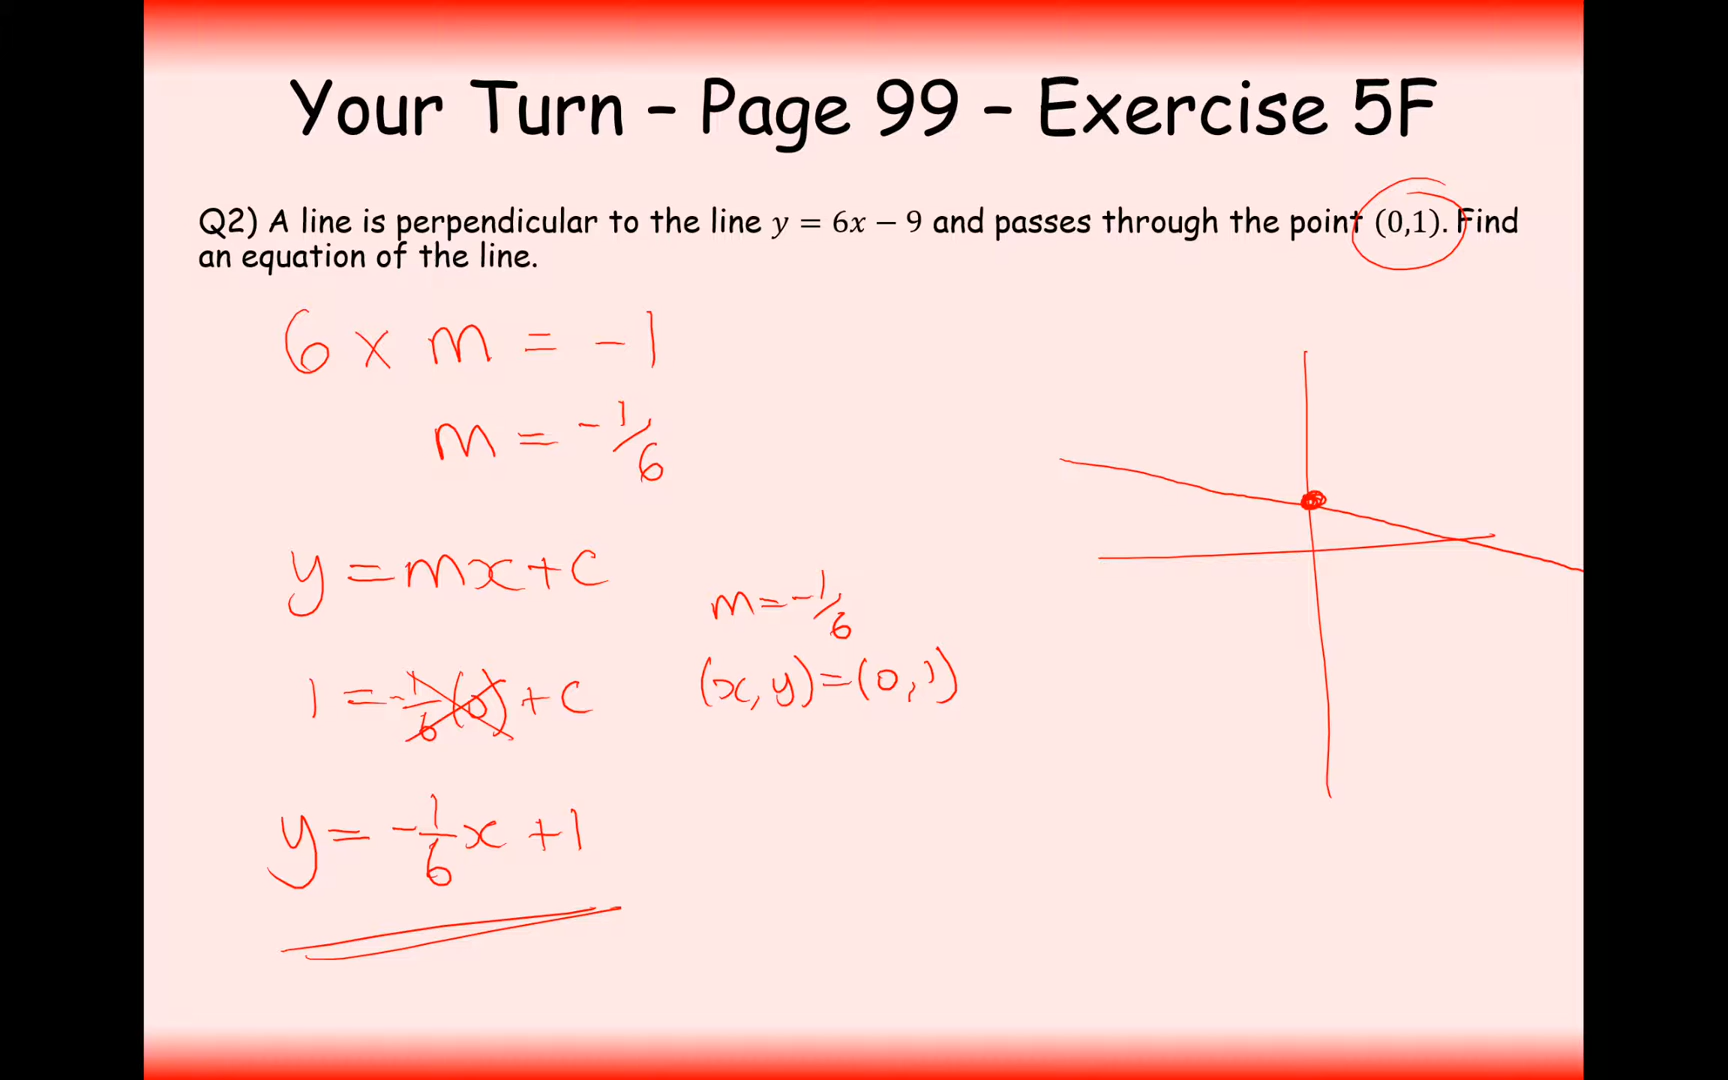 Your Turn – Page 99 – Exercise 5F
Q2) A line is perpendicular to the line y = 6x − 9 and passes through the point (0,1). Find
an equation of the line.
6 x m = -1
m = -1/6
y = mx + c
m = -1/6
(x, y) = (0, 1)
1 = -1/6 (0) + c
y = -1/6 x + 1